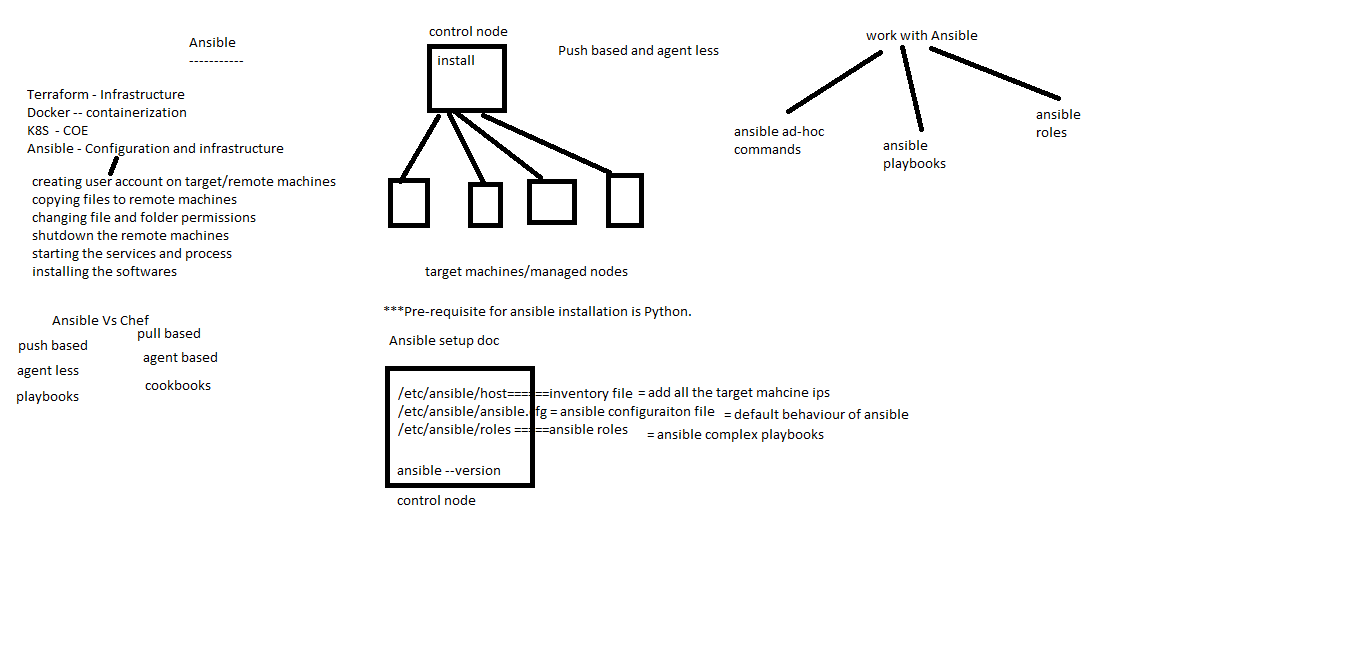 Ansible
-----------
Terraform - Infrastructure
Docker -- containerization
K8S - COE
Ansible - Configuration and infrastructure
creating user account on target/remote machines
copying files to remote machines
changing file and folder permissions
shutdown the remote machines
starting the services and process
installing the softwares
Ansible Vs Chef
push based
pull based
agent less
agent based
playbooks
cookbooks
control node
install
Push based and agent less
target machines/managed nodes
***Pre-requisite for ansible installation is Python.
Ansible setup doc
/etc/ansible/host======inventory file = add all the target mahcine ips
/etc/ansible/ansible.cfg = ansible configuraiton file = default behaviour of ansible
/etc/ansible/roles =====ansible roles = ansible complex playbooks
ansible --version
control node
work with Ansible
ansible ad-hoc
commands
ansible
playbooks
ansible
roles